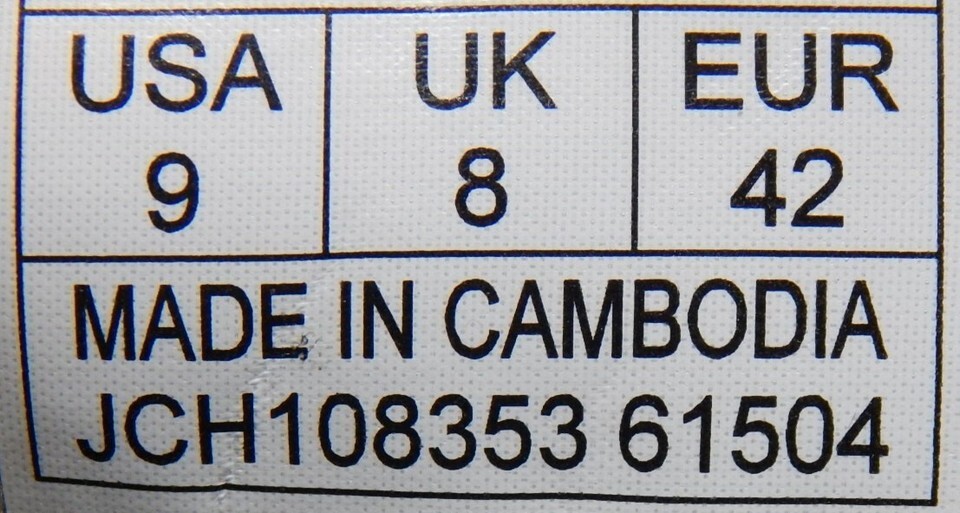 USA UK EUR
9 8 42
MADE IN CAMBODIA
JCH108353 61504